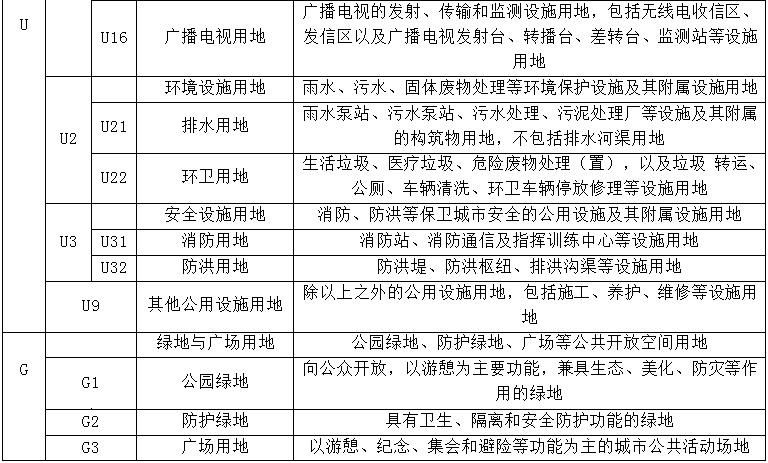 U
U16
广播电视用地
广播电视的发射、传输和监测设施用地，包括无线电收信区、
发信区以及广播电视发射台、转播台、差转台、监测站等设施
用地
U2
环境设施用地
雨水、污水、固体废物处理等环境保护设施及其附属设施用地
U21
排水用地
雨水泵站、污水泵站、污水处理、污泥处理厂等设施及其附属
的构筑物用地，不包括排水河渠用地
U22
环卫用地
生活垃圾、医疗垃圾、危险废物处理（置），以及垃圾 转运、
公厕、车辆清洗、环卫车辆停放修理等设施用地
U3
安全设施用地
消防、防洪等保卫城市安全的公用设施及其附属设施用地
U31
消防用地
消防站、消防通信及指挥训练中心等设施用地
U32
防洪用地
防洪堤、防洪枢纽、排洪沟渠等设施用地
U9
其他公用设施用地
除以上之外的公用设施用地，包括施工、养护、维修等设施用
地
G
绿地与广场用地
公园绿地、防护绿地、广场等公共开放空间用地
G1
公园绿地
向公众开放，以游憩为主要功能，兼具生态、美化、防灾等作
用的绿地
G2
防护绿地
具有卫生、隔离和安全防护功能的绿地
G3
广场用地
以游憩、纪念、集会和避险等功能为主的城市公共活动场地